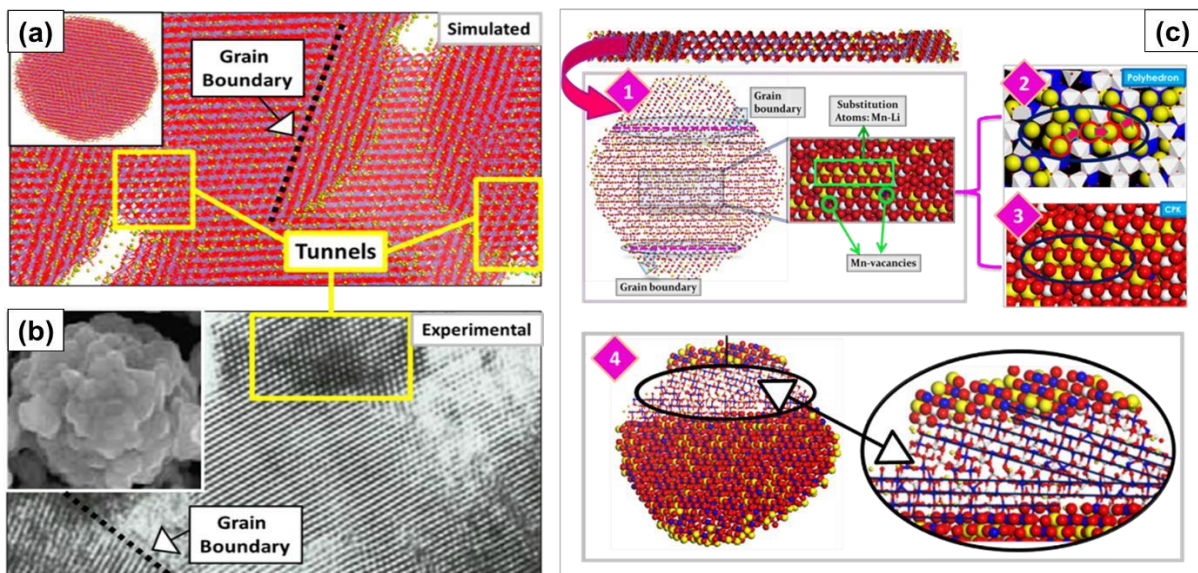 (a)
Grain
Boundary
Simulated
Tunnels
(b)
Experimental
Grain
Boundary
(c)
1
Grain
boundary
Substitution
Atoms: Mn-Li
Mn-vacancies
Grain boundary
2
Polyhedron
3
CPK
4